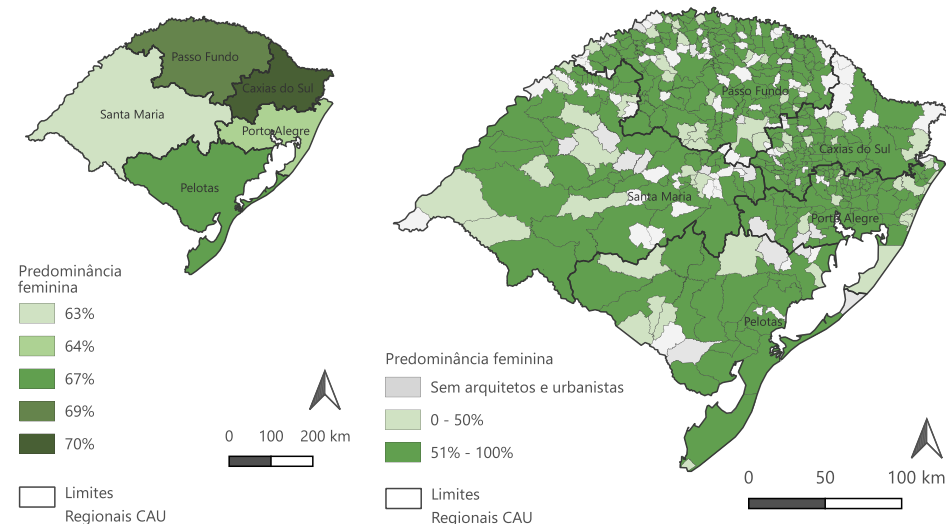 Passo Fundo
Caxias do Sul
Santa Maria
Porto Alegre
Pelotas
Predominância
feminina
63%
64%
67%
69%
70%
0 100 200 km
Limites
Regionais CAU
Passo Fundo
Caxias do Sul
Santa Maria
Porto Alegre
Pelotas
Predominância feminina
Sem arquitetos e urbanistas
0 - 50%
51% - 100%
Limites
Regionais CAU
0 50 100 km